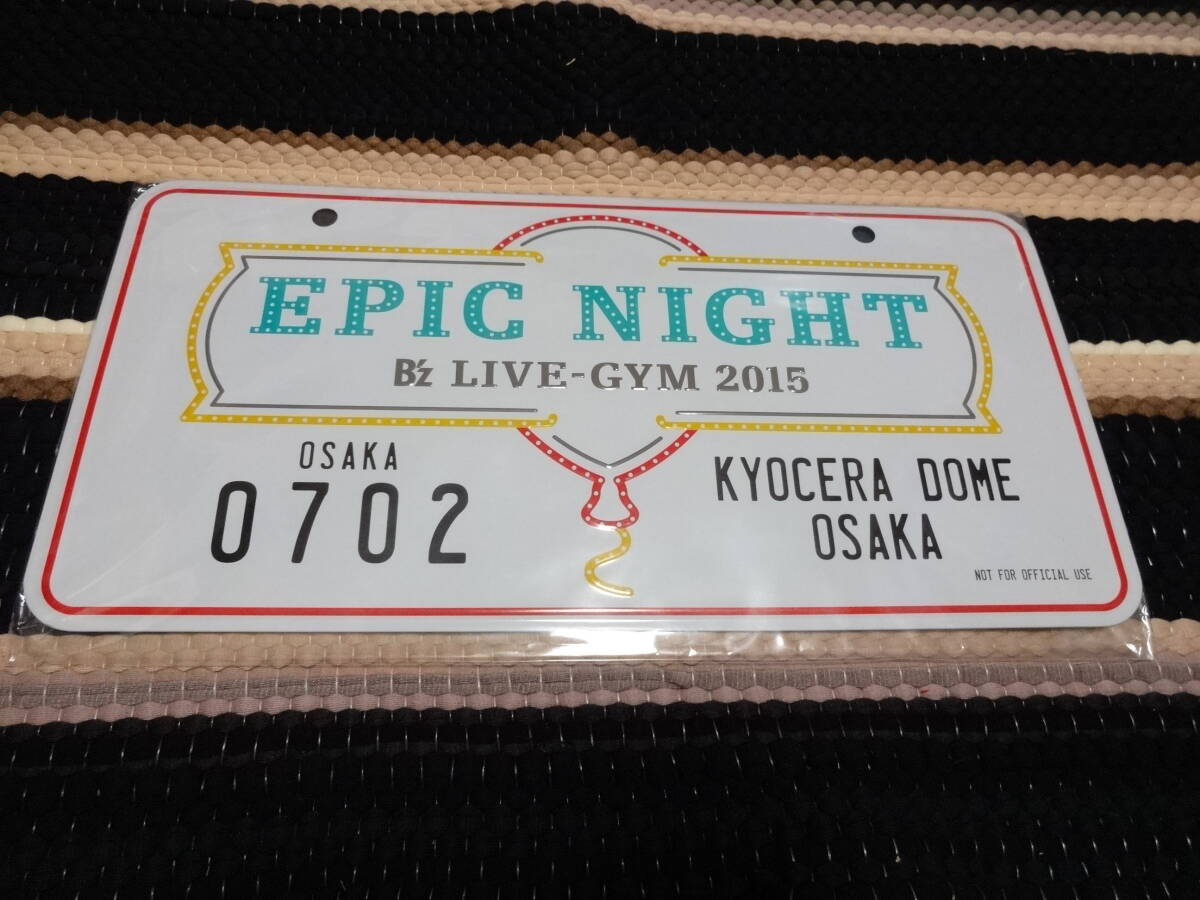 EPIC NIGHT
B'z LIVE-GYM 2015
OSAKA
0702
KYOCERA DOME
OSAKA
NOT FOR OFFICIAL USE